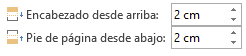 Encabezado desde arriba: 2 cm
Pie de página desde abajo: 2 cm